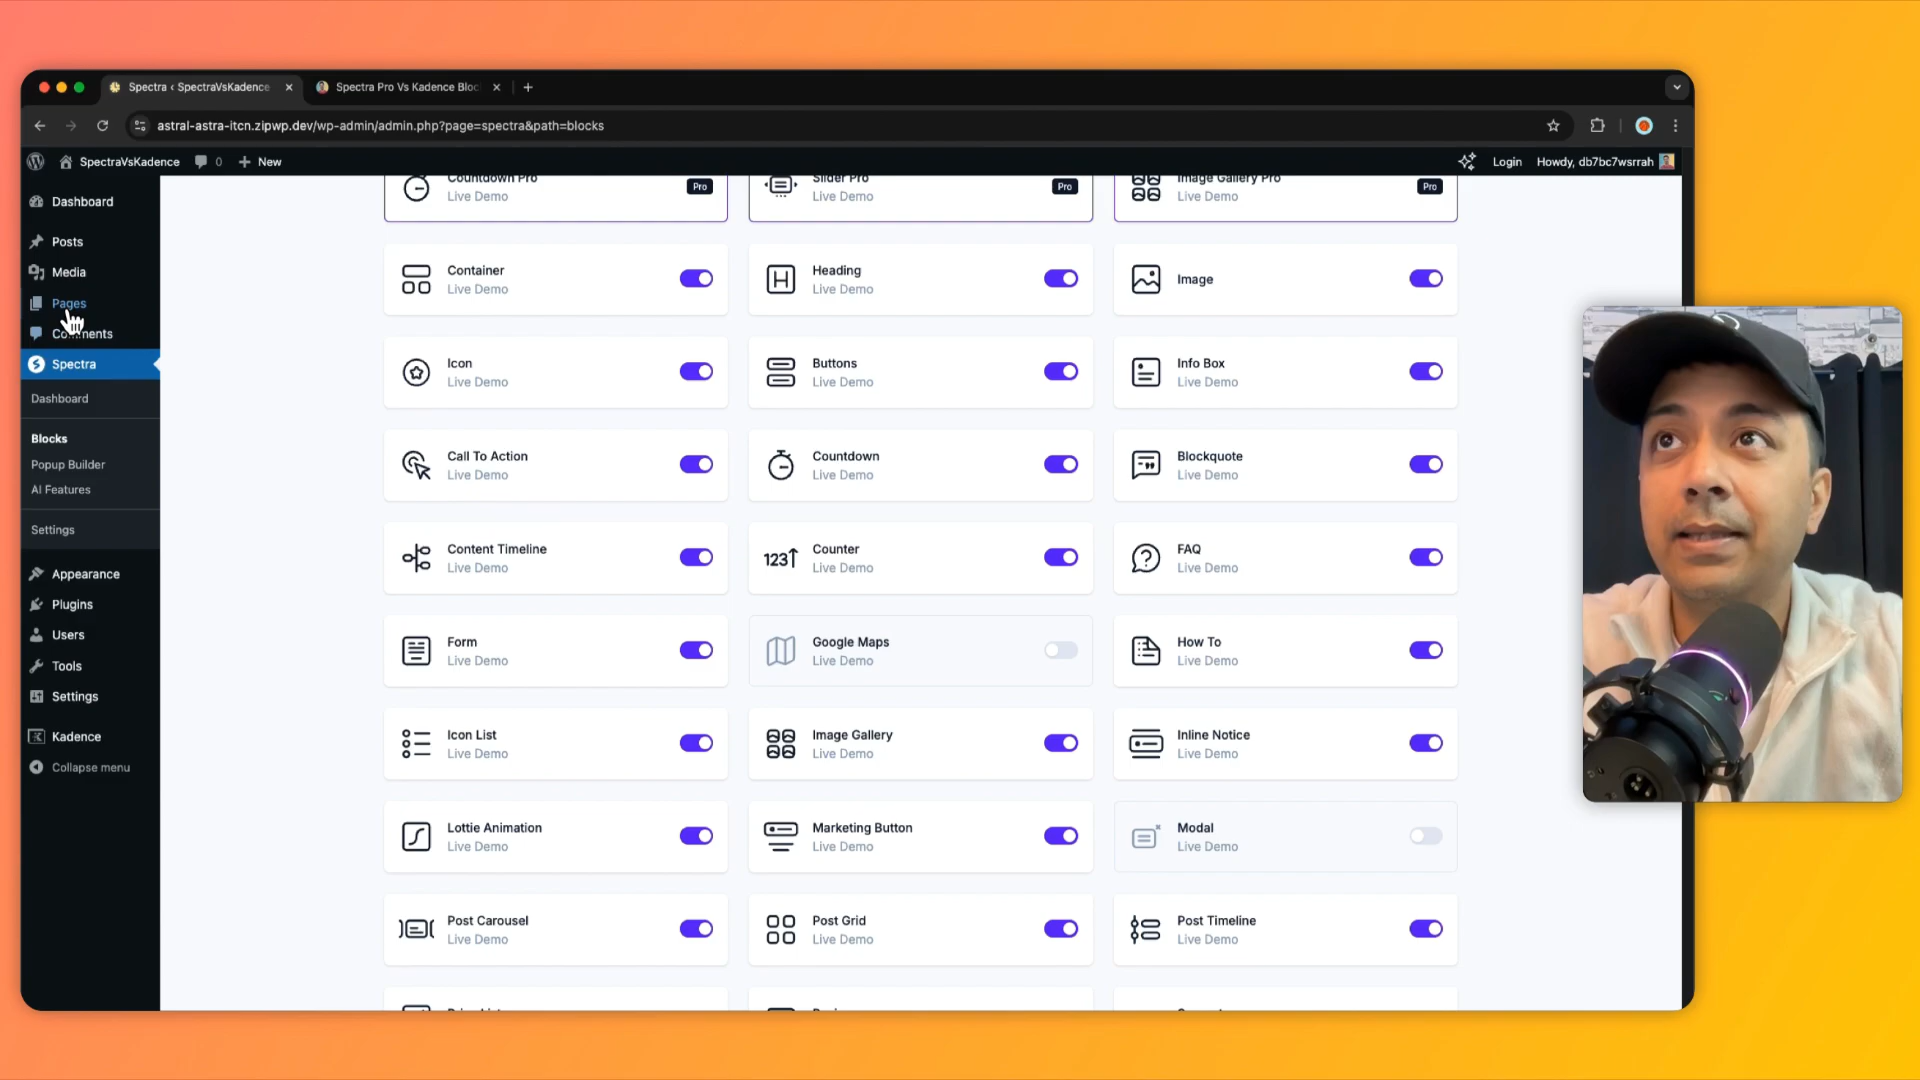 Spectra ‹ SpectraVsKadence
Spectra Pro Vs Kadence Bloc
astral-astra-itcn.zipwp.dev/wp-admin/admin.php?page=spectra&path=blocks
SpectraVsKadence
0
New
Login
Howdy, db7bc7wsrrah
Dashboard
Posts
Media
Pages
Comments
Spectra
Dashboard
Blocks
Popup Builder
AI Features
Settings
Appearance
Plugins
Users
Tools
Settings
Kadence
Collapse menu
Countdown Pro
Live Demo
Pro
Slider Pro
Live Demo
Pro
Image Gallery Pro
Live Demo
Pro
Container
Live Demo
Heading
Live Demo
Image
Icon
Live Demo
Buttons
Live Demo
Info Box
Live Demo
Call To Action
Live Demo
Countdown
Live Demo
Blockquote
Live Demo
Content Timeline
Live Demo
123
Counter
Live Demo
FAQ
Live Demo
Form
Live Demo
Google Maps
Live Demo
How To
Live Demo
Icon List
Live Demo
Image Gallery
Live Demo
Inline Notice
Live Demo
Lottie Animation
Live Demo
Marketing Button
Live Demo
Modal
Live Demo
Post Carousel
Live Demo
Post Grid
Live Demo
Post Timeline
Live Demo